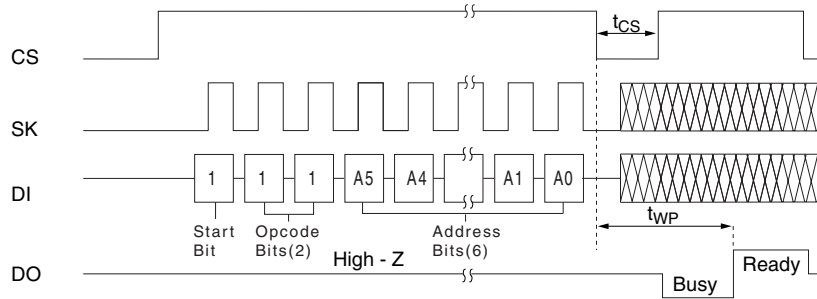 CS
tCS
SK
DI
1
1
1
A5
A4
A1
A0
Start
Bit
Opcode
Bits(2)
Address
Bits(6)
tWP
DO
High - Z
Busy
Ready